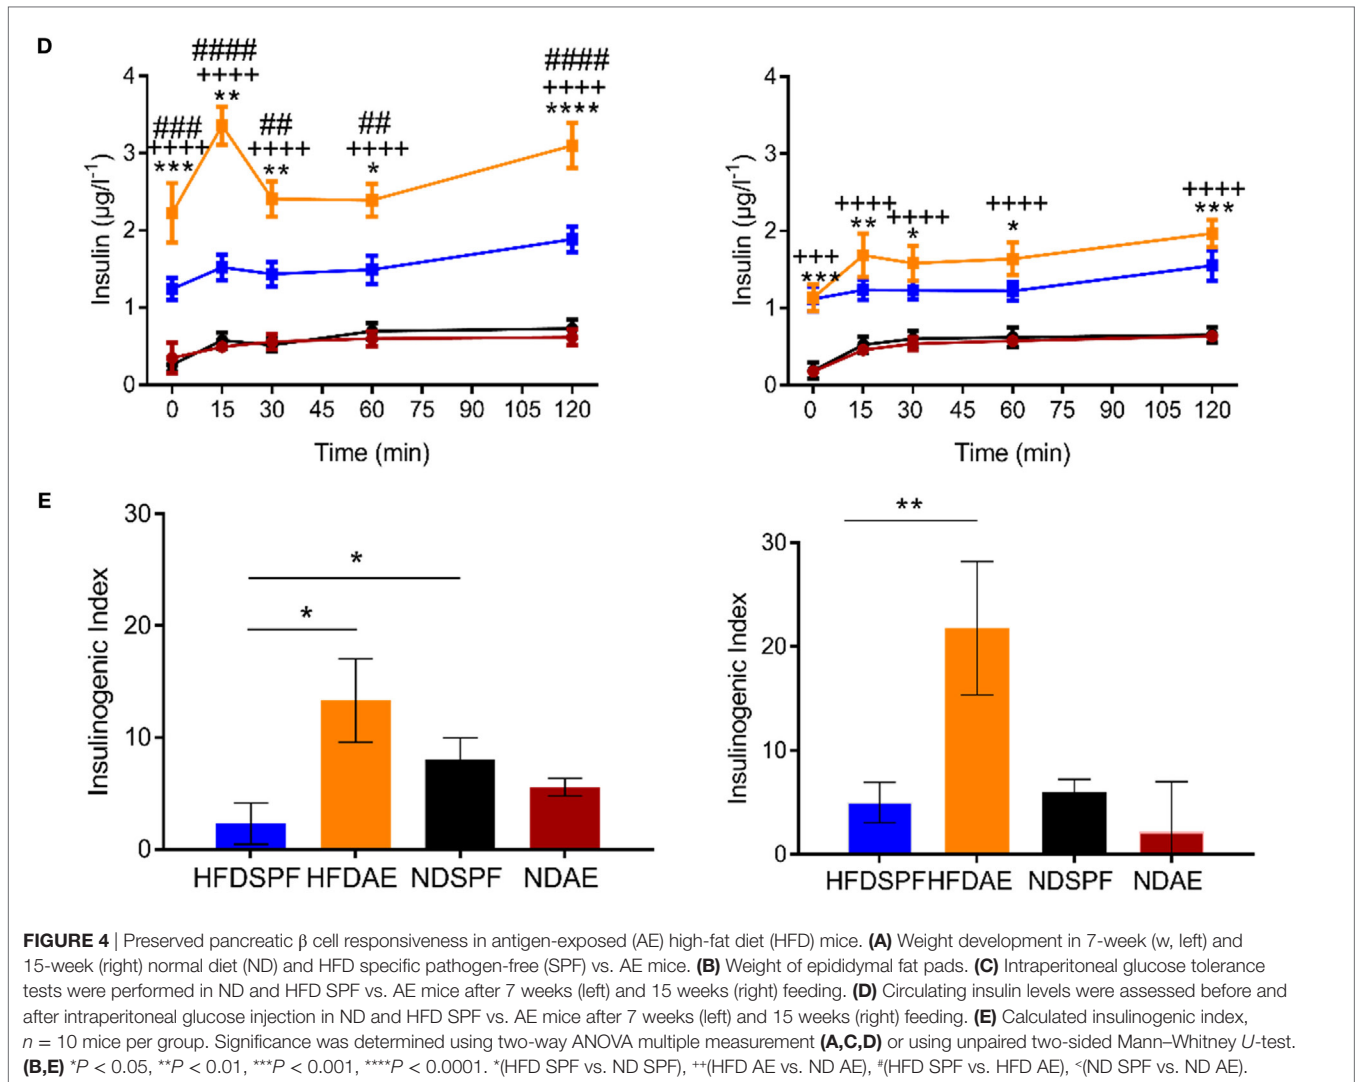 D
####
++++
**
###
++++
***
##
++++
**
##
++++
*
####
++++
****
4
3
2
1
0
Insulin (µg/l⁻¹)
0 15 30 45 60 75 90 105 120
Time (min)
+++
***
++++
**
++++
*
++++
*
++++
***
4
3
2
1
0
Insulin (µg/l⁻¹)
0 15 30 45 60 75 90 105 120
Time (min)
E
30
20
10
0
Insulinogenic Index
*
*
HFDSPF HFDAE NDSPF NDAE
**
30
20
10
0
Insulinogenic Index
HFDSPF HFDAE NDSPF NDAE
FIGURE 4 | Preserved pancreatic β cell responsiveness in antigen-exposed (AE) high-fat diet (HFD) mice. (A) Weight development in 7-week (w, left) and
15-week (right) normal diet (ND) and HFD specific pathogen-free (SPF) vs. AE mice. (B) Weight of epididymal fat pads. (C) Intraperitoneal glucose tolerance
tests were performed in ND and HFD SPF vs. AE mice after 7 weeks (left) and 15 weeks (right) feeding. (D) Circulating insulin levels were assessed before and
after intraperitoneal glucose injection in ND and HFD SPF vs. AE mice after 7 weeks (left) and 15 weeks (right) feeding. (E) Calculated insulinogenic index,
n = 10 mice per group. Significance was determined using two-way ANOVA multiple measurement (A,C,D) or using unpaired two-sided Mann–Whitney U-test.
(B,E) *P < 0.05, **P < 0.01, ***P < 0.001, ****P < 0.0001. *(HFD SPF vs. ND SPF), ⁺⁺(HFD AE vs. ND AE), #(HFD SPF vs. HFD AE), <(ND SPF vs. ND AE).